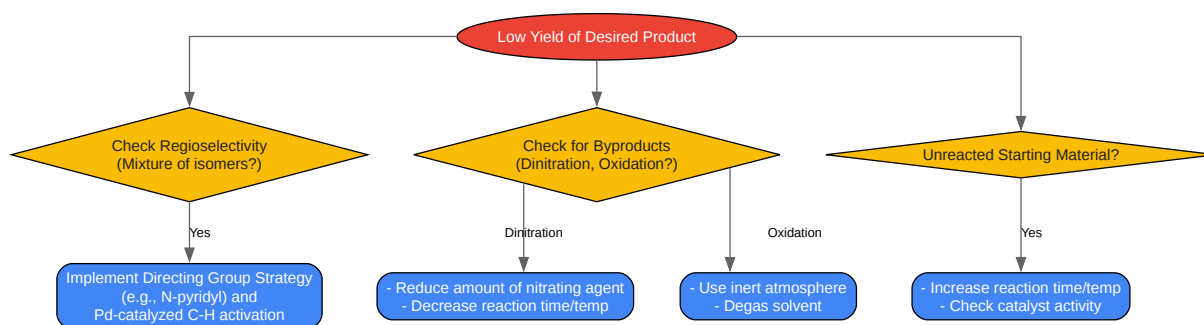 Low Yield of Desired Product
Check Regioselectivity
(Mixture of isomers?)
Check for Byproducts
(Dinitration, Oxidation?)
Unreacted Starting Material?
Yes
Dinitration
Oxidation
Yes
Implement Directing Group Strategy
(e.g., N-pyridyl) and
Pd-catalyzed C-H activation
- Reduce amount of nitrating agent
- Decrease reaction time/temp
- Use inert atmosphere
- Degas solvent
- Increase reaction time/temp
- Check catalyst activity